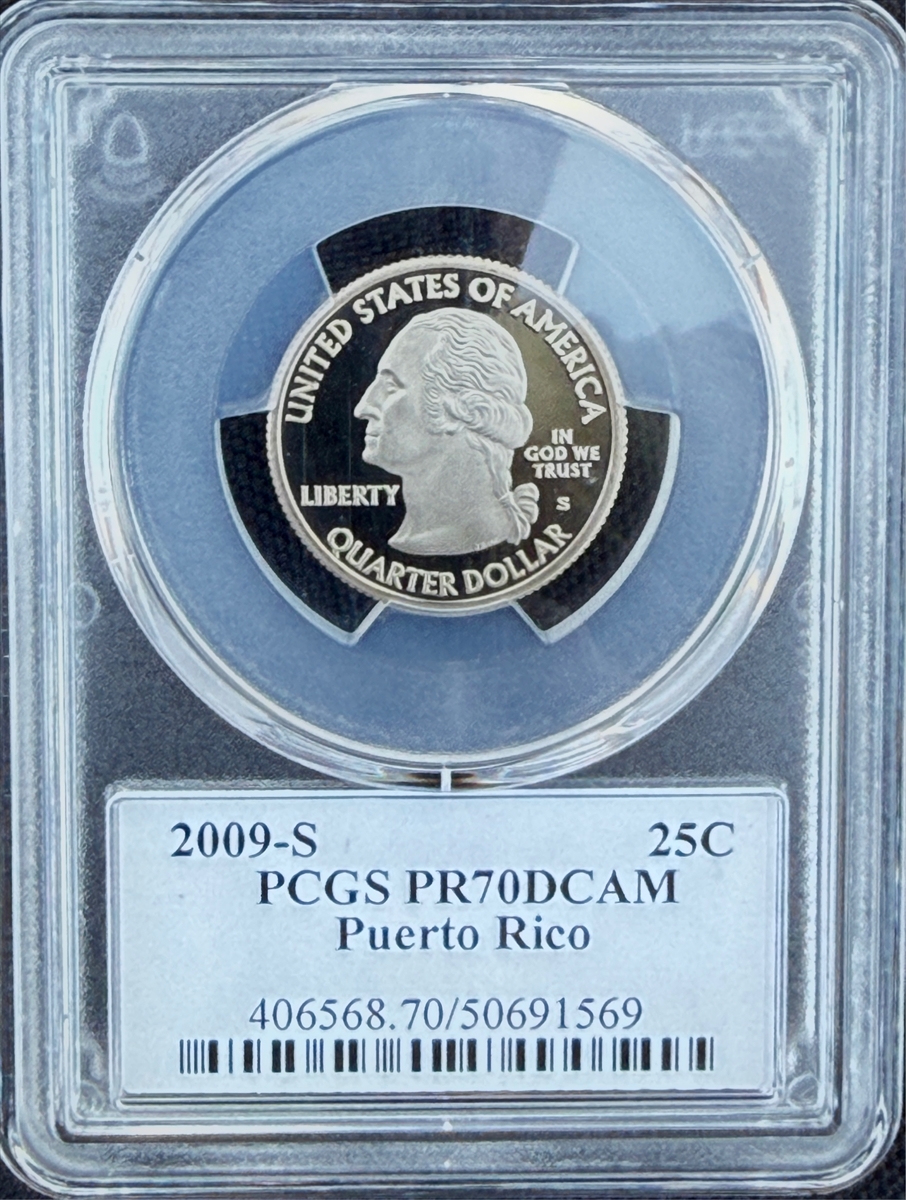 UNITED STATES OF AMERICA
IN
GOD WE
TRUST
LIBERTY
S
QUARTER DOLLAR
2009-S 25C
PCGS PR70DCAM
Puerto Rico
406568.70/50691569